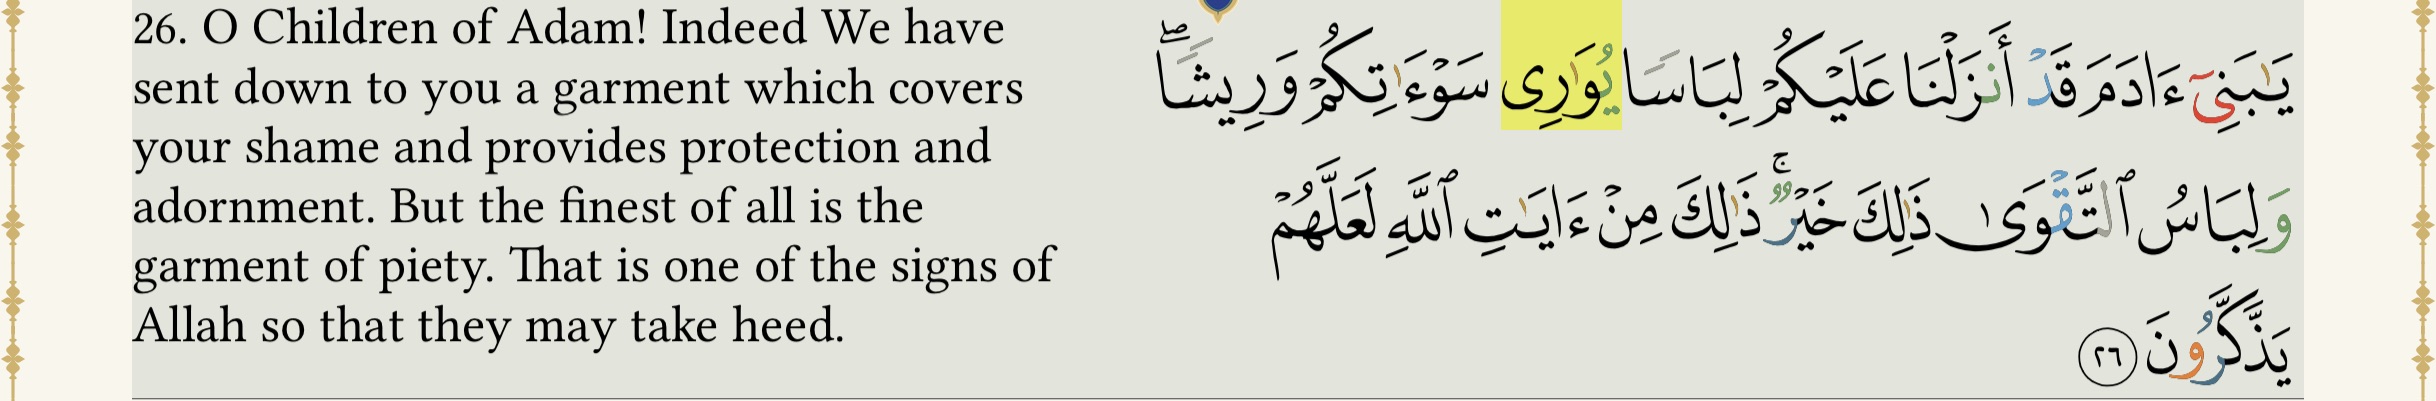 26. O Children of Adam! Indeed We have
sent down to you a garment which covers
your shame and provides protection and
adornment. But the finest of all is the
garment of piety. That is one of the signs of
Allah so that they may take heed.
يَـٰبَنِىٓ ءَادَمَ قَدْ أَنزَلْنَا عَلَيْكُمْ لِبَاسًا يُوَٰرِى سَوْءَٰتِكُمْ وَرِيشًا ۖ
وَلِبَاسُ ٱلتَّقْوَىٰ ذَٰلِكَ خَيْرٌ ۚ ذَٰلِكَ مِنْ ءَايَـٰتِ ٱللَّهِ لَعَلَّهُمْ
يَذَّكَّرُونَ ٢٦